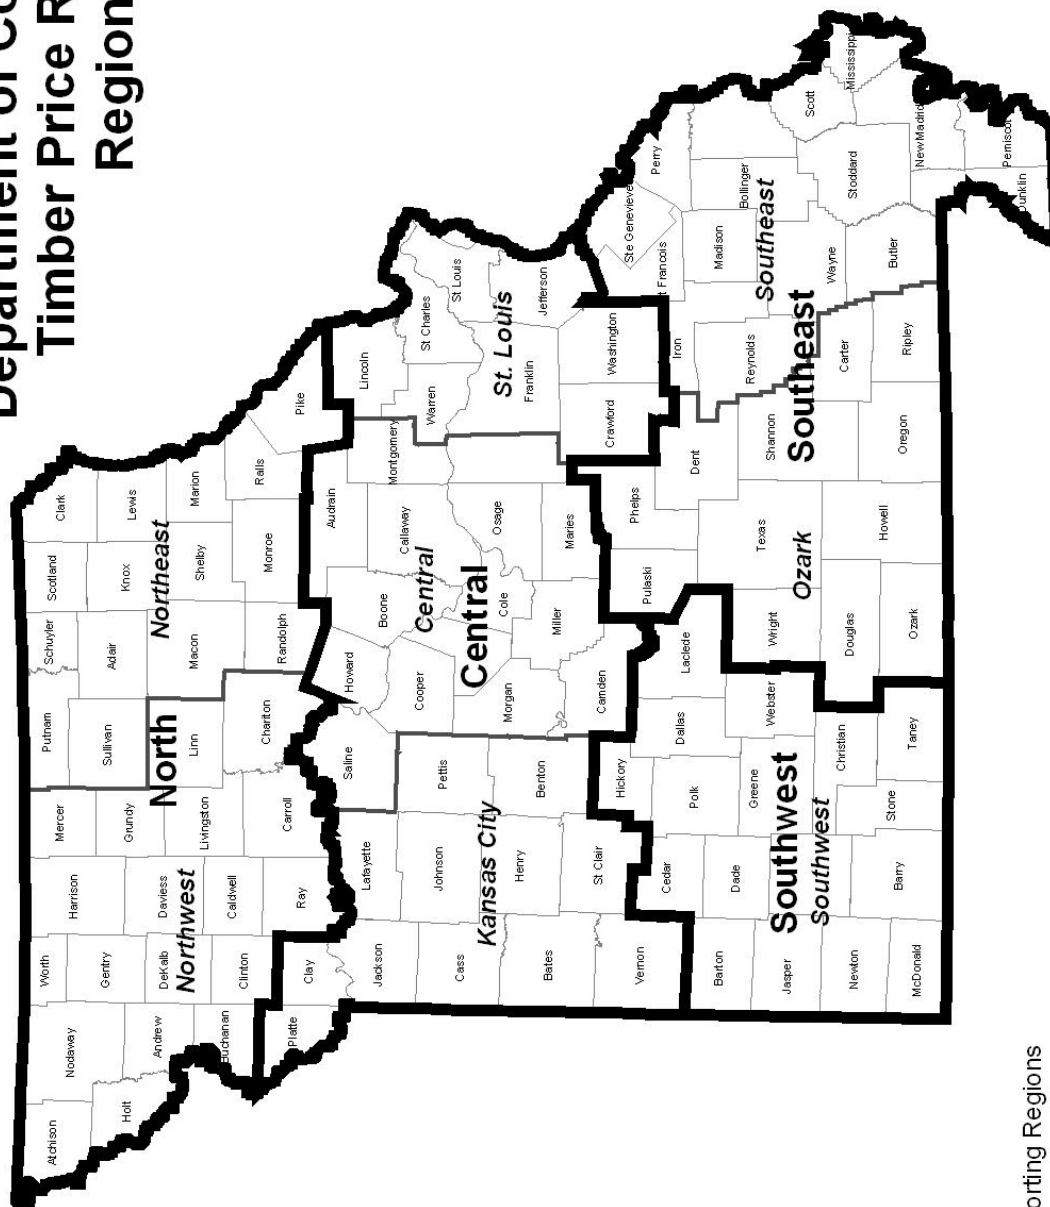 Department of Co
Timber Price R
Region
Atchison
Nodaway
Worth
Harrison
Mercer
Putnam
Schuyler
Scotland
Clark
Holt
Andrew
Gentry
DeKalb
Daviess
Grundy
Sullivan
Adair
Knox
Lewis
Northwest
North
Northeast
Buchanan
Clinton
Caldwell
Livingston
Linn
Macon
Shelby
Marion
Platte
Clay
Ray
Carroll
Chariton
Randolph
Monroe
Ralls
Pike
Jackson
Lafayette
Saline
Howard
Boone
Audrain
Callaway
Montgomery
Lincoln
Warren
St Charles
St Louis
Cass
Johnson
Pettis
Cooper
Central
Kansas City
Central
St. Louis
Bates
Henry
Benton
Morgan
Cole
Osage
Franklin
Jefferson
Vernon
St Clair
Camden
Miller
Maries
Crawford
Washington
Ste Genevieve
Perry
Hickory
Cedar
Polk
Dallas
Laclede
Pulaski
Phelps
Dent
Iron
t Francois
Madison
Bollinger
Barton
Dade
Greene
Webster
Wright
Texas
Shannon
Reynolds
Southeast
Scott
Mississippi
Southwest
Southwest
Ozark
Southeast
Wayne
Stoddard
Jasper
Newton
McDonald
Barry
Stone
Christian
Taney
Douglas
Ozark
Howell
Oregon
Carter
Ripley
Butler
New Madrid
Pemiscot
unklin
orting Regions